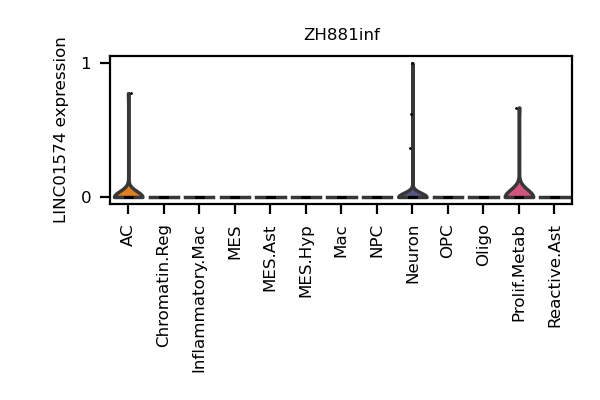 ZH881inf
LINC01574 expression
1
0
AC
Chromatin.Reg
Inflammatory.Mac
MES
MES.Ast
MES.Hyp
Mac
NPC
Neuron
OPC
Oligo
Prolif.Metab
Reactive.Ast